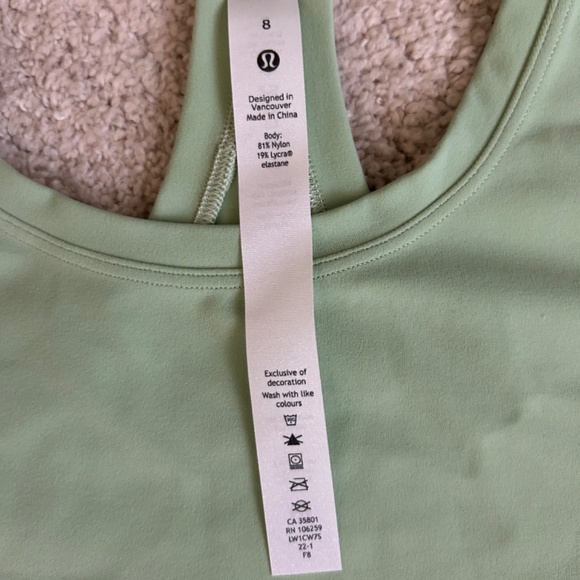 8
Designed in
Vancouver
Made in China
Body:
81% Nylon
19% Lycra®
elastane
Exclusive of
decoration
Wash with like
colours
CA 35801
RN 106259
LW1CW7S
22-1
F8